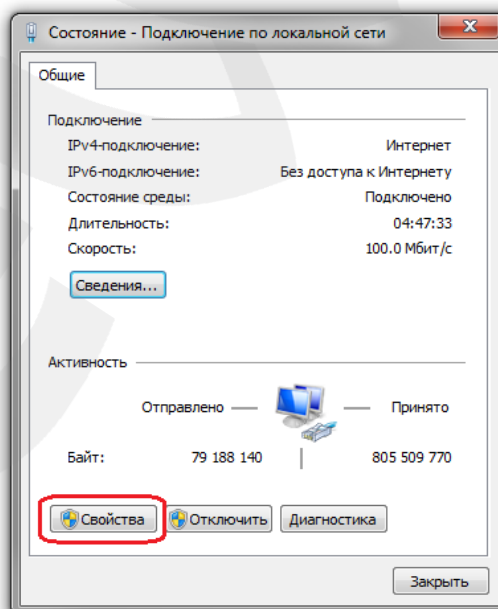 Состояние - Подключение по локальной сети
Общие
Подключение
IPv4-подключение: Интернет
IPv6-подключение: Без доступа к Интернету
Состояние среды: Подключено
Длительность: 04:47:33
Скорость: 100.0 Мбит/с
Сведения...
Активность
Отправлено — — Принято
Байт: 79 188 140 | 805 509 770
Свойства Отключить Диагностика
Закрыть